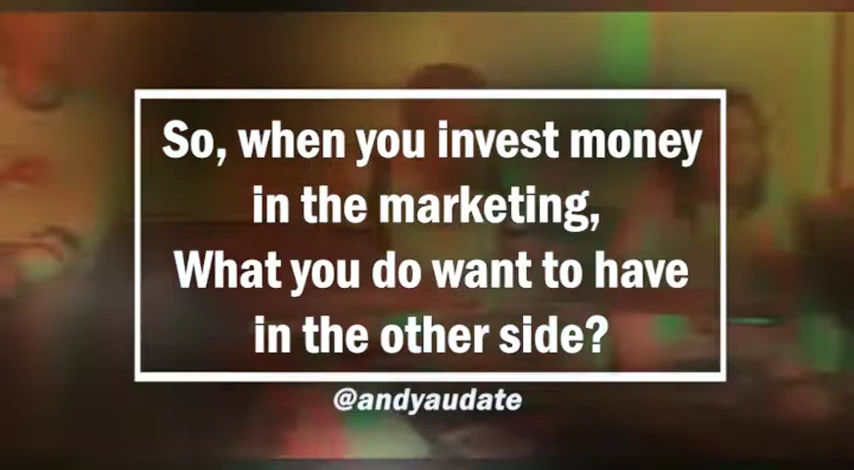 So, when you invest money
in the marketing,
What you do want to have
in the other side?
@andyaudate